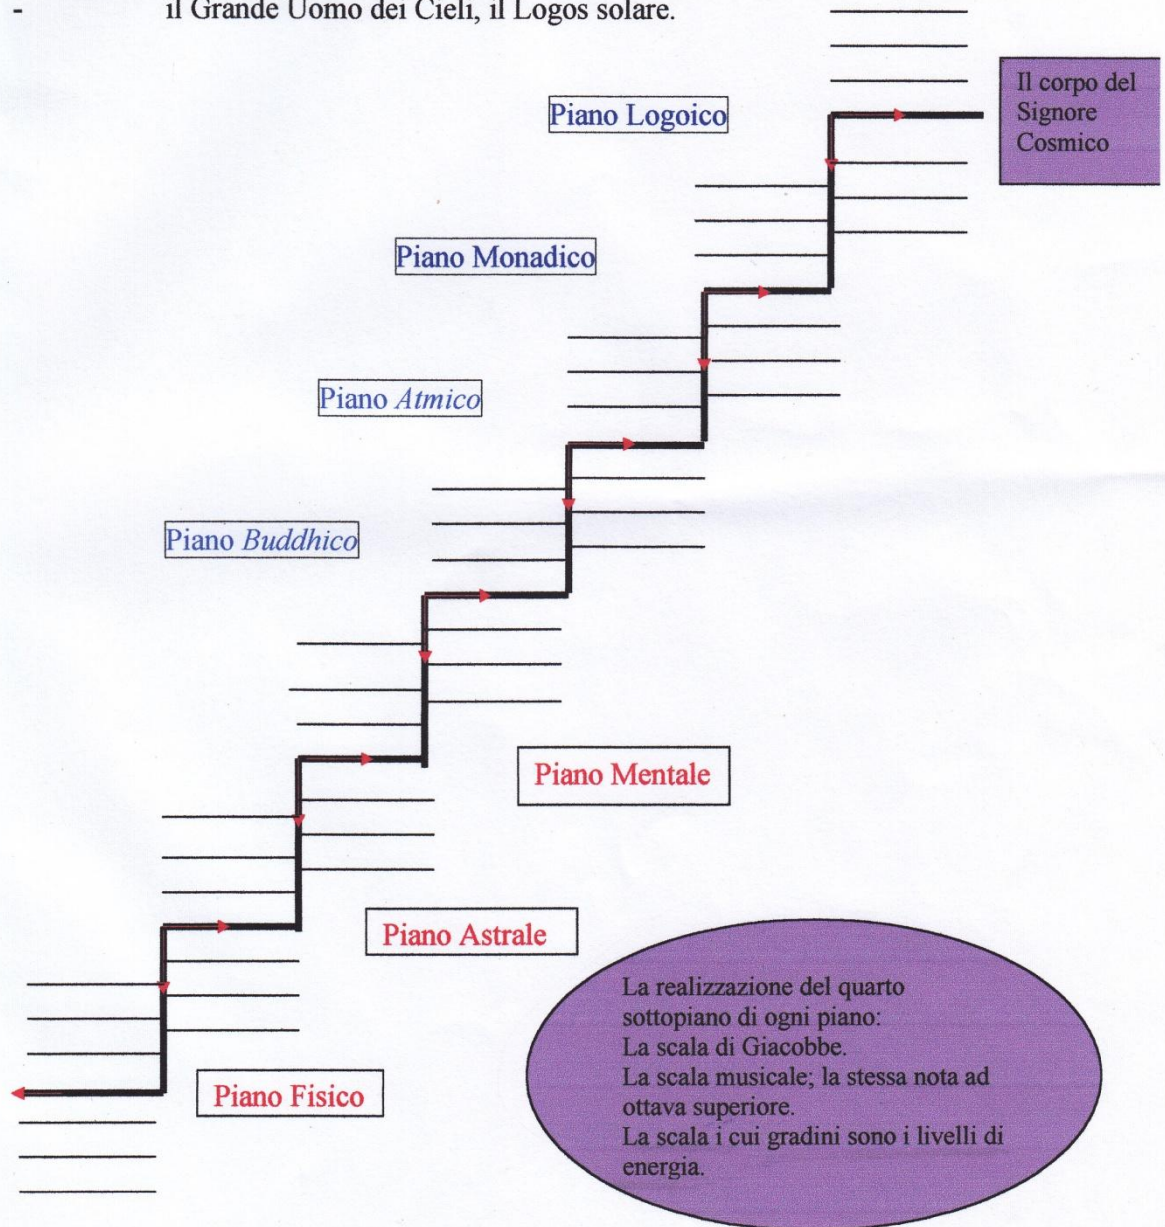 - il Grande Uomo dei Cieli, il Logos solare.
Il corpo del
Signore
Cosmico
Piano Logoico
Piano Monadico
Piano Atmico
Piano Buddhico
Piano Mentale
Piano Astrale
La realizzazione del quarto
sottopiano di ogni piano:
La scala di Giacobbe.
La scala musicale; la stessa nota ad
ottava superiore.
La scala i cui gradini sono i livelli di
energia.
Piano Fisico